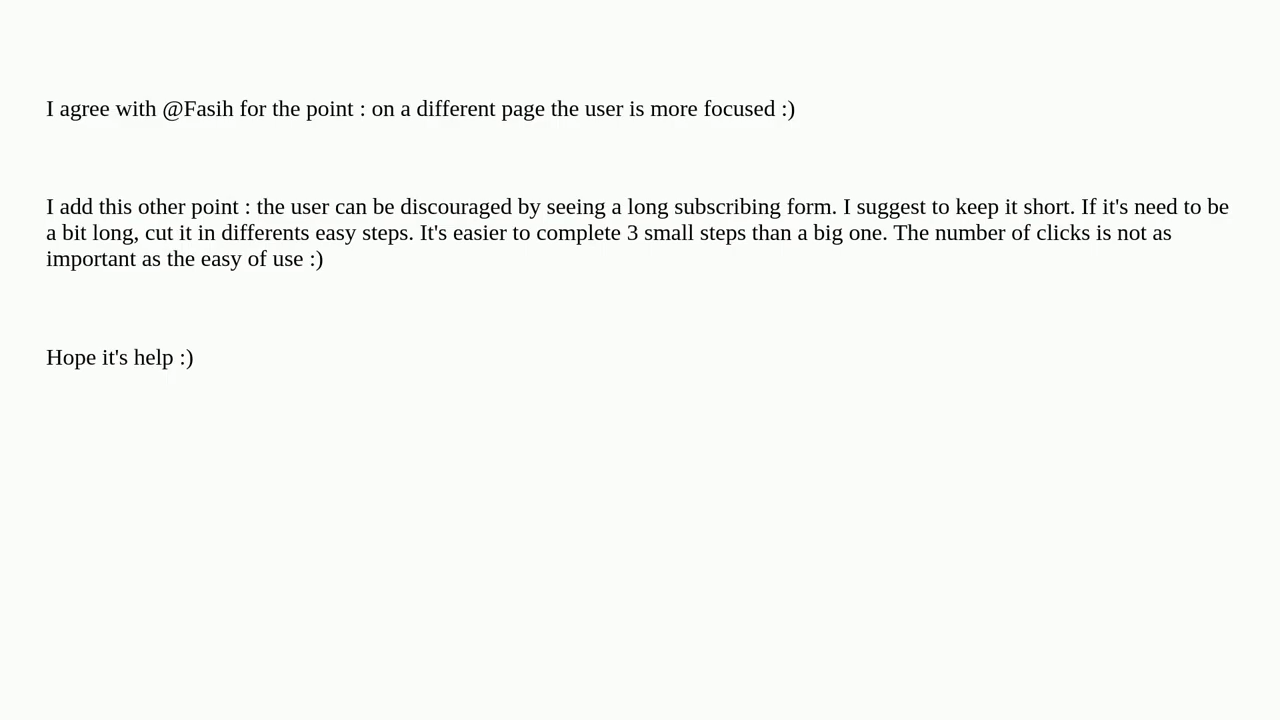 I agree with @Fasih for the point : on a different page the user is more focused :)
I add this other point : the user can be discouraged by seeing a long subscribing form. I suggest to keep it short. If it's need to be
a bit long, cut it in differents easy steps. It's easier to complete 3 small steps than a big one. The number of clicks is not as
important as the easy of use :)
Hope it's help :)